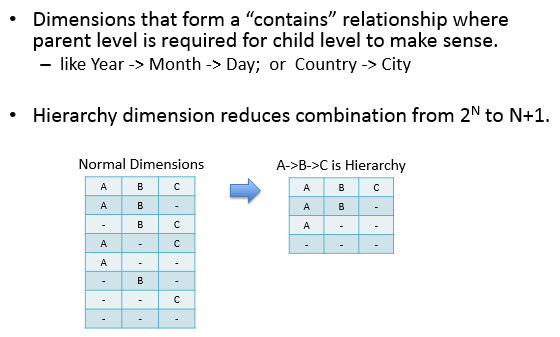 • Dimensions that form a “contains” relationship where
parent level is required for child level to make sense.
– like Year -> Month -> Day; or Country -> City
• Hierarchy dimension reduces combination from 2ᴺ to N+1.
Normal Dimensions
A B C
A B -
- B C
A - C
A - -
- B -
- - C
- - -
A->B->C is Hierarchy
A B C
A B -
A - -
- - -